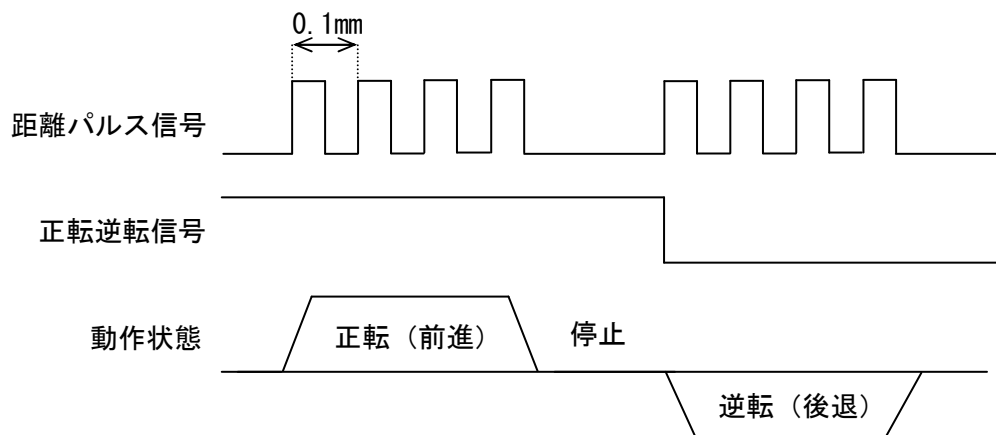 0.1mm
距離パルス信号
正転逆転信号
動作状態
正転（前進）
停止
逆転（後退）